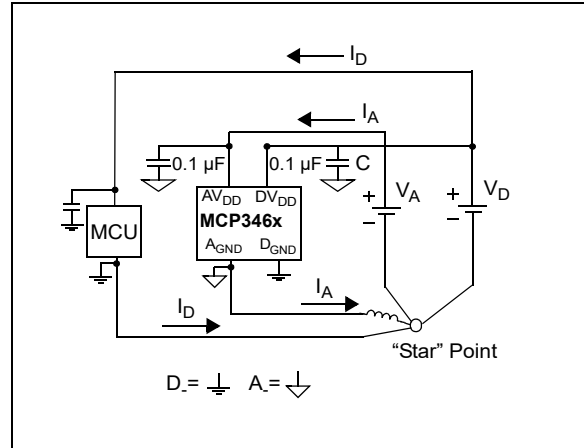 I_D
I_A
0.1 µF
0.1 µF C
V_A
V_D
AV_DD DV_DD
MCP346x
A_GND D_GND
MCU
I_D
I_A
“Star” Point
D_-= A_-=